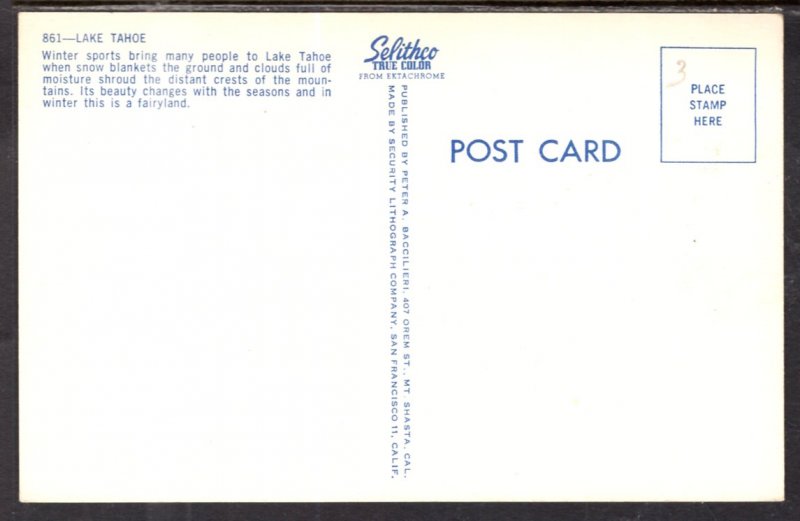 861—LAKE TAHOE
Winter sports bring many people to Lake Tahoe
when snow blankets the ground and clouds full of
moisture shroud the distant crests of the moun-
tains. Its beauty changes with the seasons and in
winter this is a fairyland.
Selithco
TRUE COLOR
FROM EKTACHROME
PUBLISHED BY PETER A. BACCILIERI, 407 OREM ST., MT. SHASTA, CAL.
MADE BY SECURITY LITHOGRAPH COMPANY, SAN FRANCISCO 11, CALIF.
POST CARD
3
PLACE
STAMP
HERE